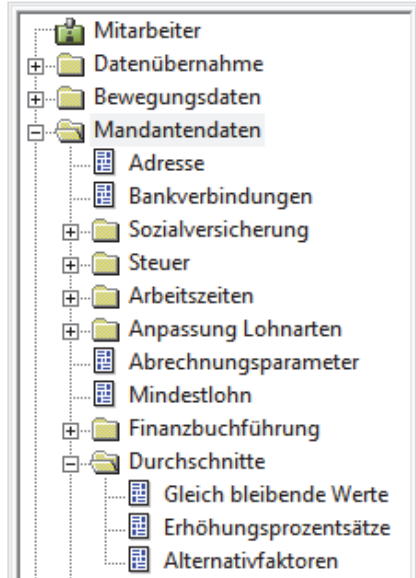 Mitarbeiter
Datenübernahme
Bewegungsdaten
Mandantendaten
Adresse
Bankverbindungen
Sozialversicherung
Steuer
Arbeitszeiten
Anpassung Lohnarten
Abrechnungsparameter
Mindestlohn
Finanzbuchführung
Durchschnitte
Gleich bleibende Werte
Erhöhungsprozentsätze
Alternativfaktoren